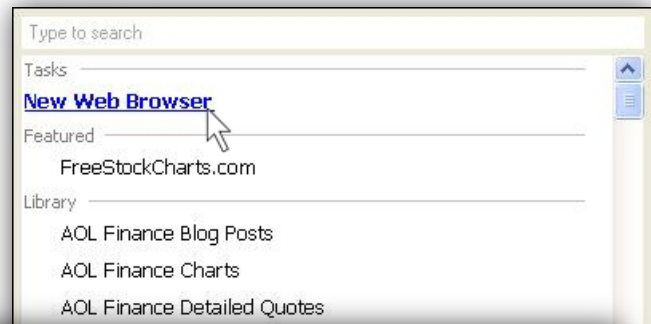 Type to search
Tasks
New Web Browser
Featured
FreeStockCharts.com
Library
AOL Finance Blog Posts
AOL Finance Charts
AOL Finance Detailed Quotes